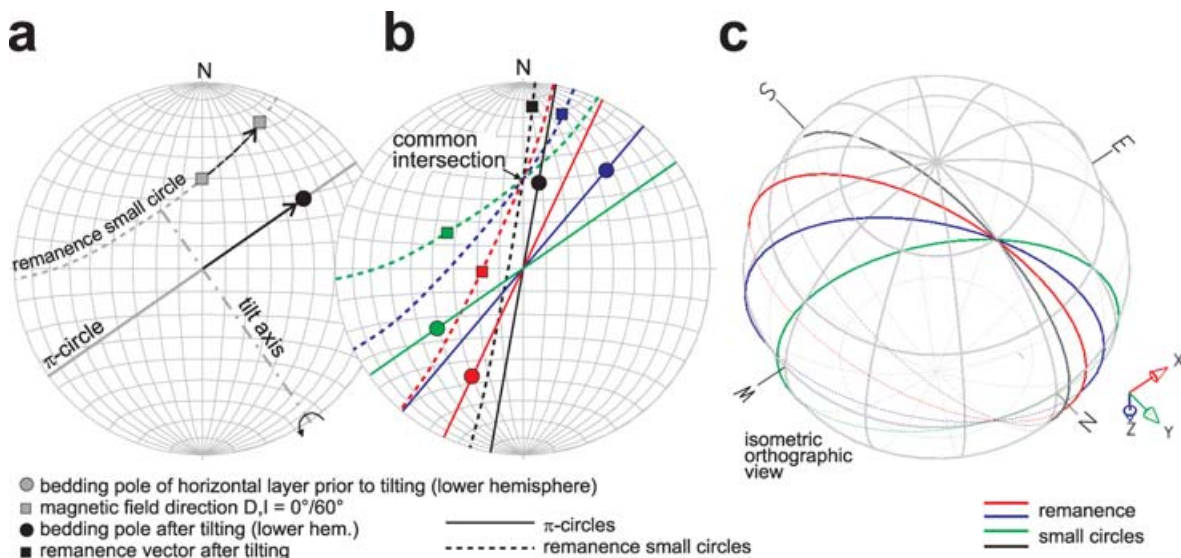 a
b
c
N
N
remanence small circle
π-circle
tilt axis
common
intersection
S
E
W
N
X
Y
Z
isometric
orthographic
view
bedding pole of horizontal layer prior to tilting (lower hemisphere)
magnetic field direction D,I = 0°/60°
bedding pole after tilting (lower hem.)
remanence vector after tilting
π-circles
remanence small circles
remanence
small circles